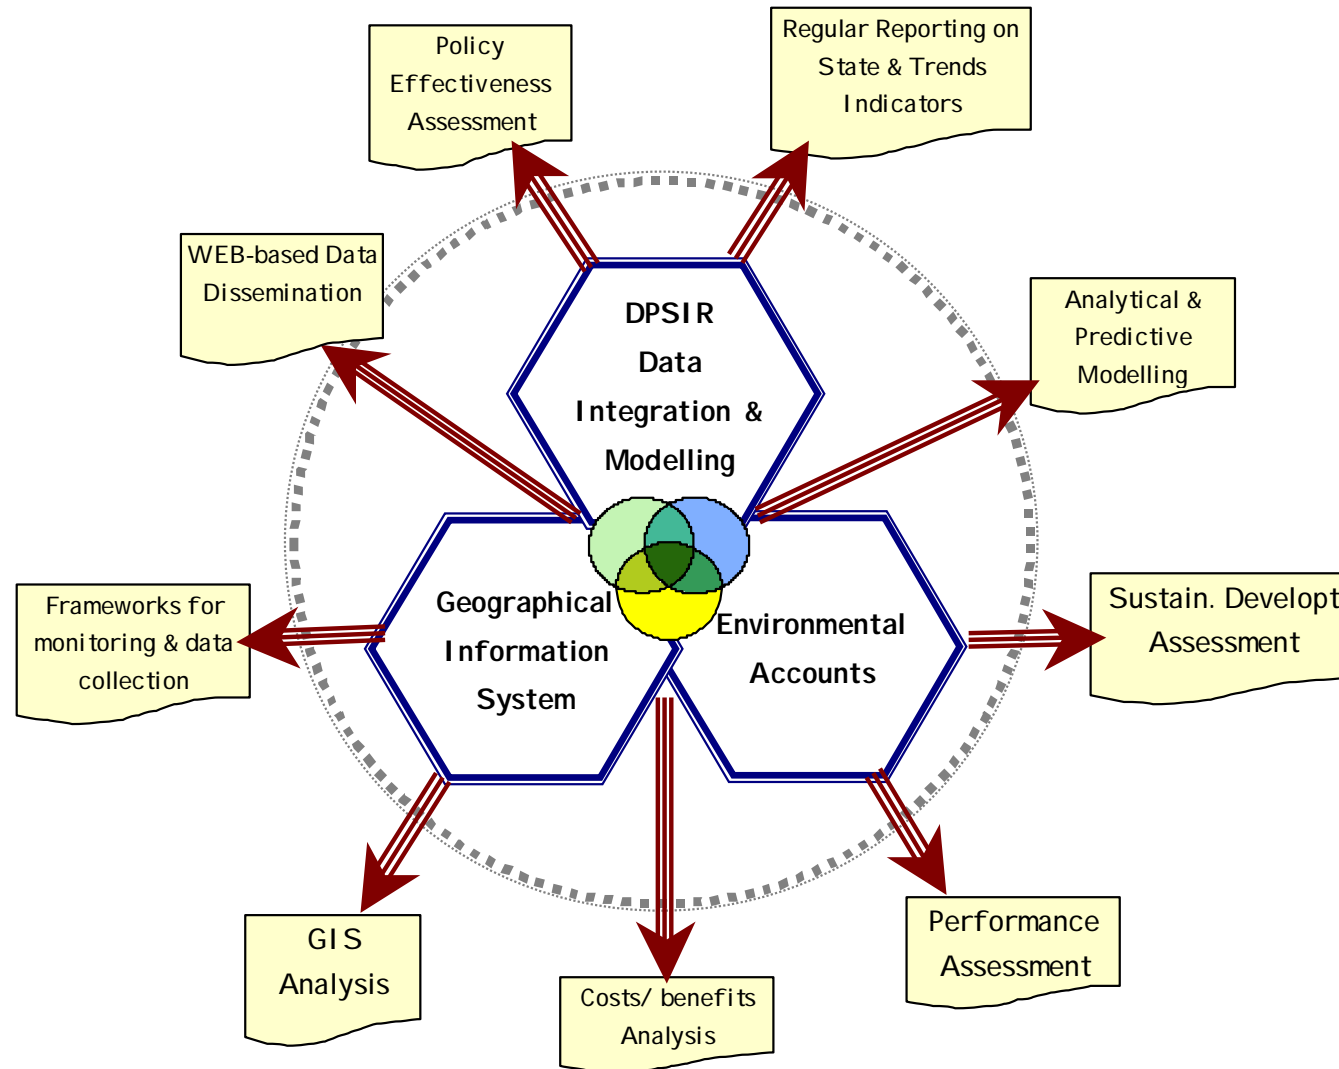 Policy
Effectiveness
Assessment
Regular Reporting on
State & Trends
Indicators
WEB-based Data
Dissemination
Analytical &
Predictive
Modelling
DPSIR
Data
Integration &
Modelling
Geographical
Information
System
Environmental
Accounts
Frameworks for
monitoring & data
collection
Sustain. Developt
Assessment
GIS
Analysis
Costs/ benefits
Analysis
Performance
Assessment